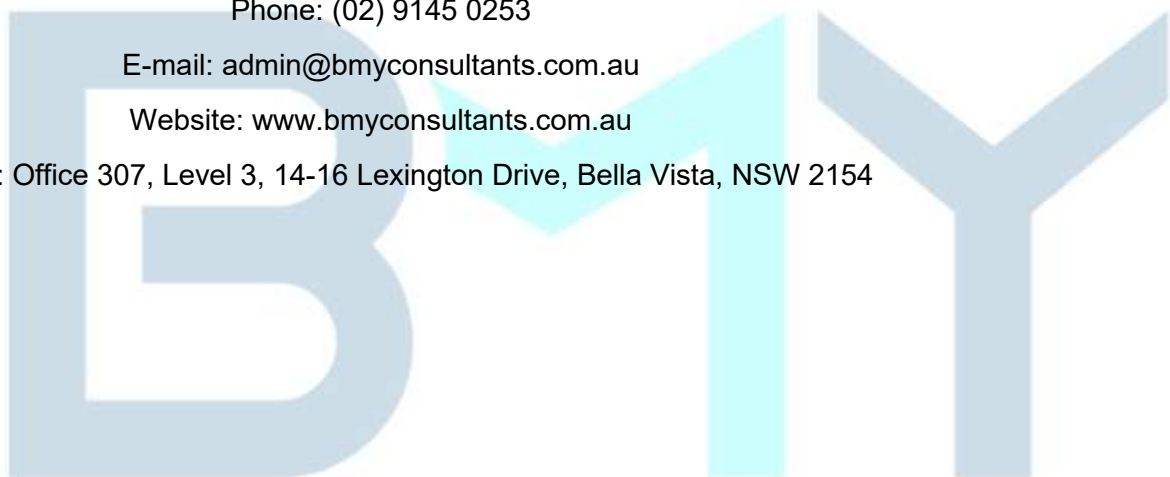 Phone: (02) 9145 0253
E-mail: admin@bmyconsultants.com.au
Website: www.bmyconsultants.com.au
: Office 307, Level 3, 14-16 Lexington Drive, Bella Vista, NSW 2154
BMY